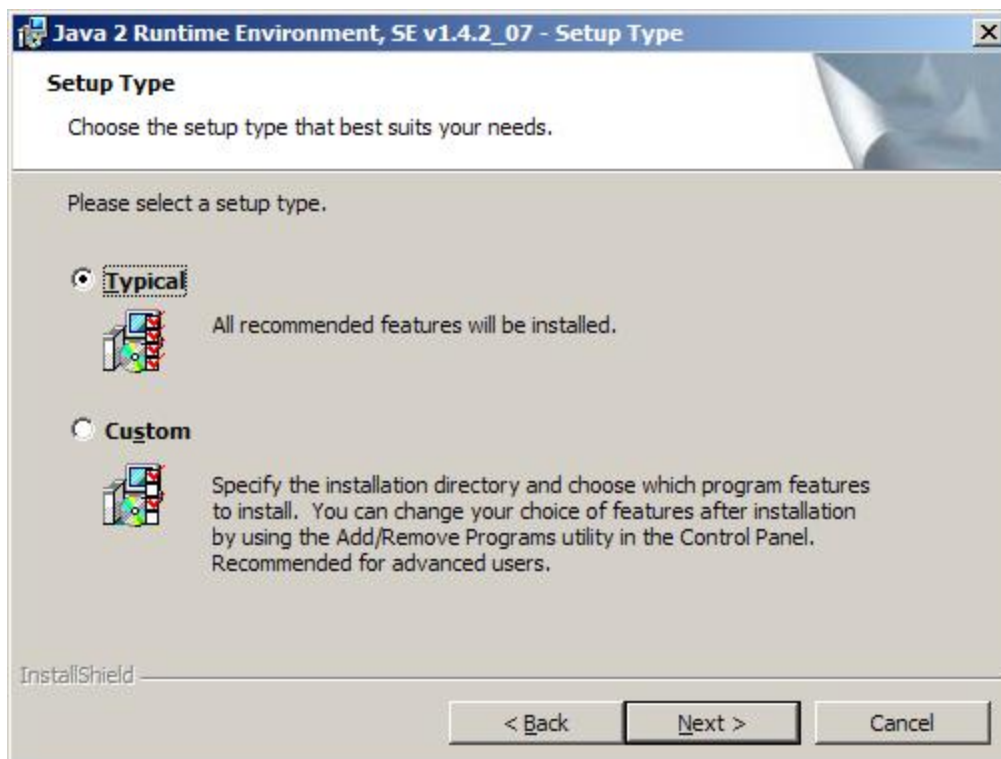 Java 2 Runtime Environment, SE v1.4.2_07 - Setup Type
Setup Type
Choose the setup type that best suits your needs.
Please select a setup type.
Typical
All recommended features will be installed.
Custom
Specify the installation directory and choose which program features
to install.  You can change your choice of features after installation
by using the Add/Remove Programs utility in the Control Panel.
Recommended for advanced users.
InstallShield
< Back
Next >
Cancel